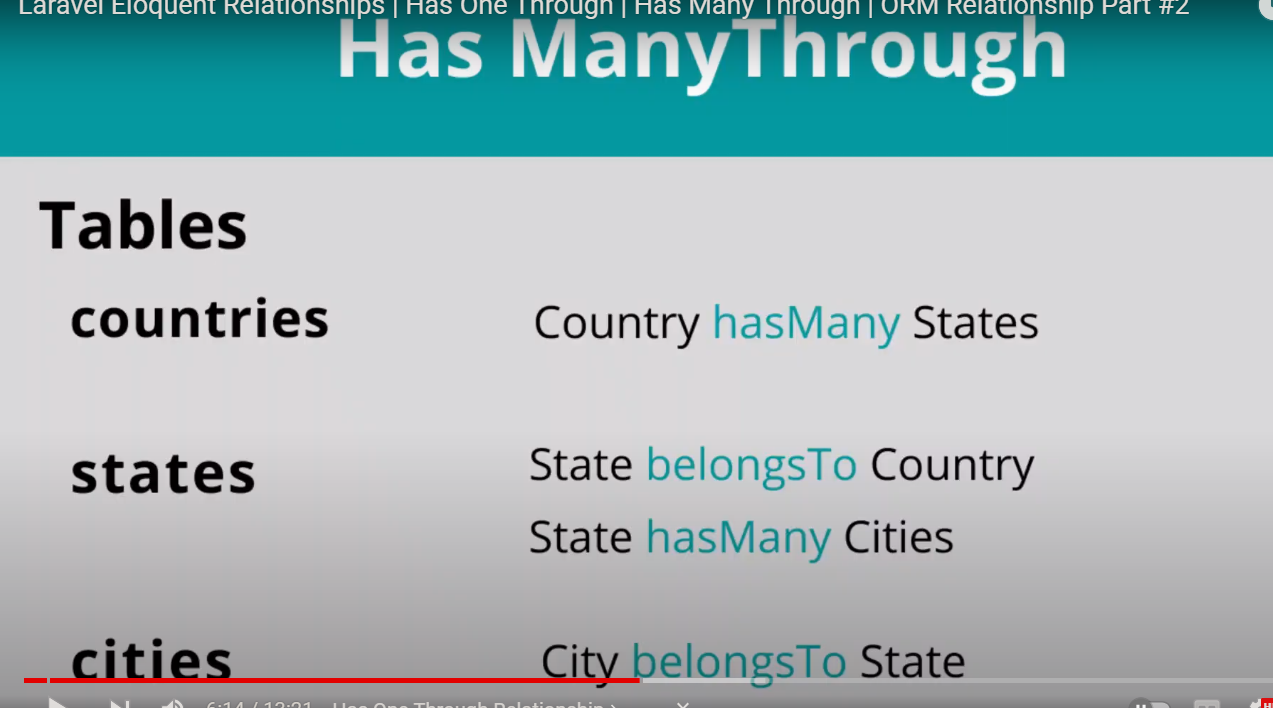 Laravel Eloquent Relationships | Has One Through | Has Many Through | ORM Relationship Part #2
Has ManyThrough
Tables
countries
Country hasMany States
states
State belongsTo Country
State hasMany Cities
cities
City belongsTo State
6:14 / 13:21
Has One Through Relationship